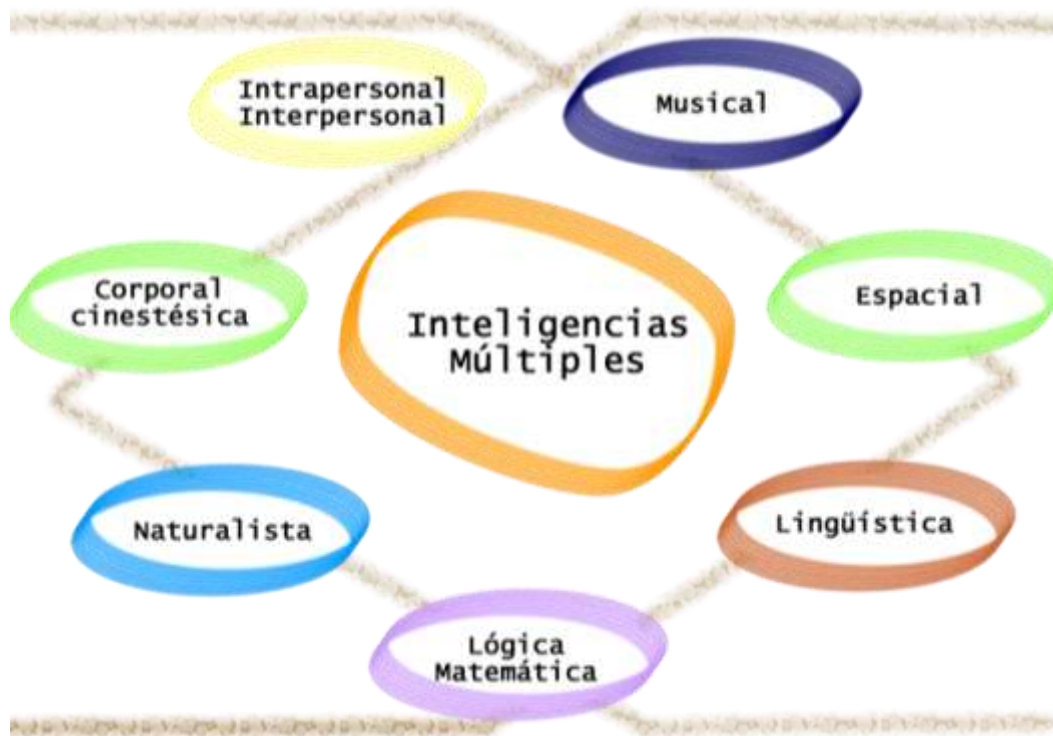 Intrapersonal
Interpersonal
Musical
Corporal
cinestésica
Inteligencias
Múltiples
Espacial
Naturalista
Lingüística
Lógica
Matemática